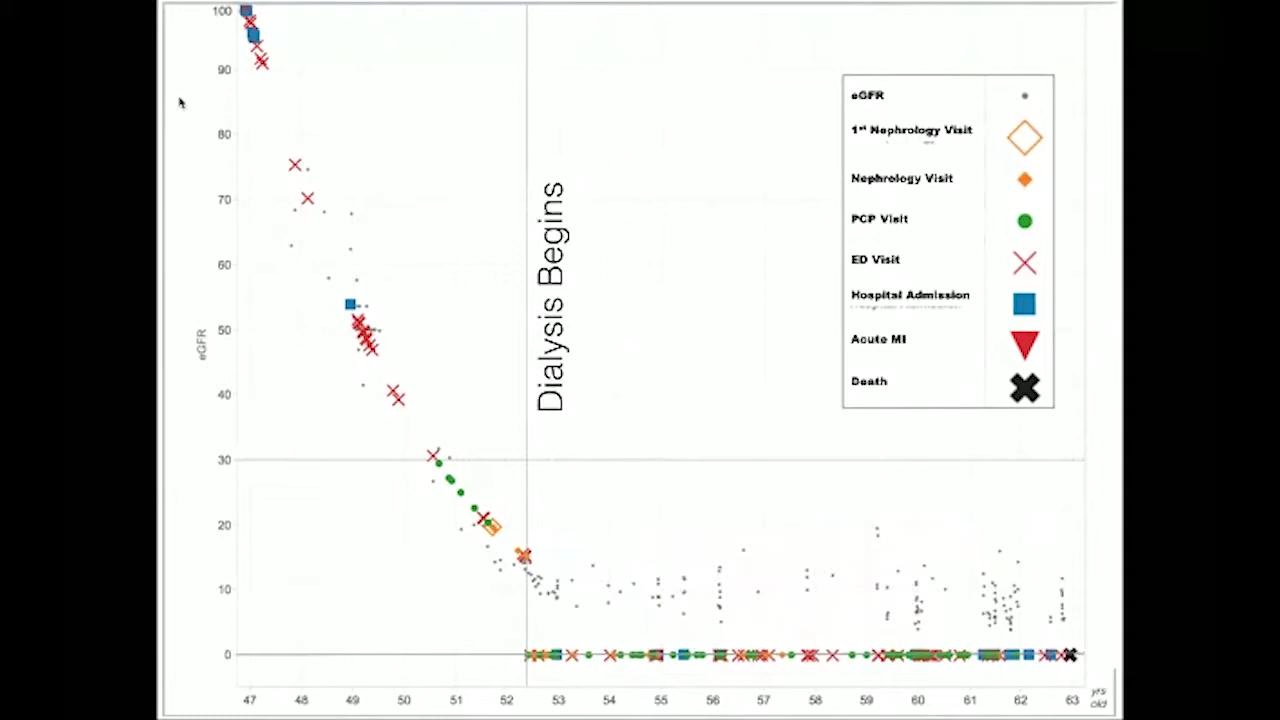 100
90
80
70
60
50
40
30
20
10
0
eGFR
Dialysis Begins
eGFR
1st Nephrology Visit
Nephrology Visit
PCP Visit
ED Visit
Hospital Admission
Acute MI
Death
47 48 49 50 51 52 53 54 55 56 57 58 59 60 61 62 63
yrs
old